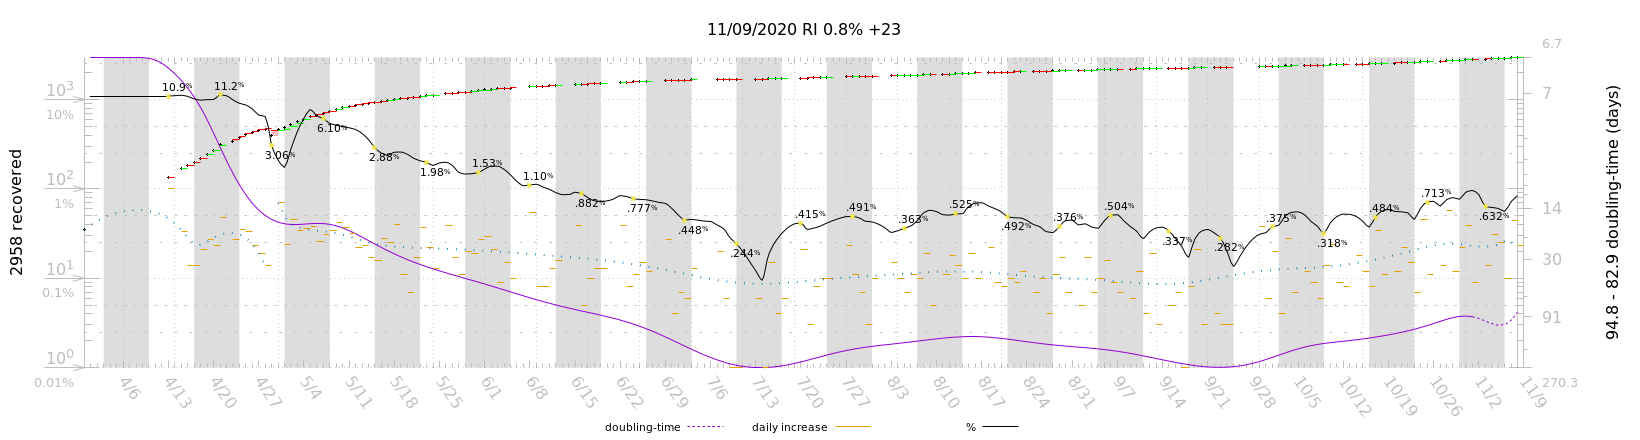 11/09/2020 RI 0.8% +23
6.7
10.9% 11.2%
10³ 7
10%
6.10%
3.06% 2.88% 1.53%
1.98% 1.10%
10² .713%
1% .882% .777% .415% .491% .363% .525% .504% .484% 14
.448% .492% .376% .375% .632%
.244% .337% .282% .318%
10¹ 30
0.1%
91
10⁰
0.01% 270.3
4/6 4/13 4/20 4/27 5/4 5/11 5/18 5/25 6/1 6/8 6/15 6/22 6/29 7/6 7/13 7/20 7/27 8/3 8/10 8/17 8/24 8/31 9/7 9/14 9/21 9/28 10/5 10/12 10/19 10/26 11/2 11/9
2958 recovered
94.8 - 82.9 doubling-time (days)
doubling-time daily increase %